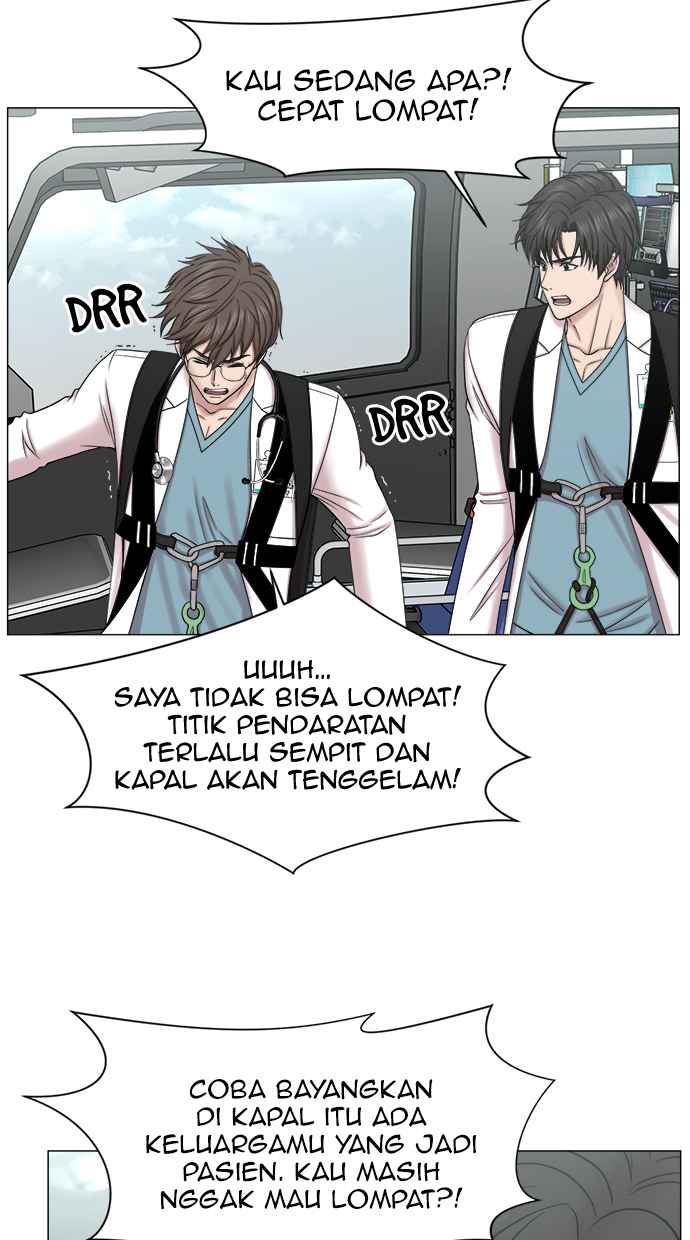 KAU SEDANG APA?!
CEPAT LOMPAT!
DRR
DRR
UUUH...
SAYA TIDAK BISA LOMPAT!
TITIK PENDARATAN
TERLALU SEMPIT DAN
KAPAL AKAN TENGGELAM!
COBA BAYANGKAN
DI KAPAL ITU ADA
KELUARGAMU YANG JADI
PASIEN. KAU MASIH
NGGAK MAU LOMPAT?!